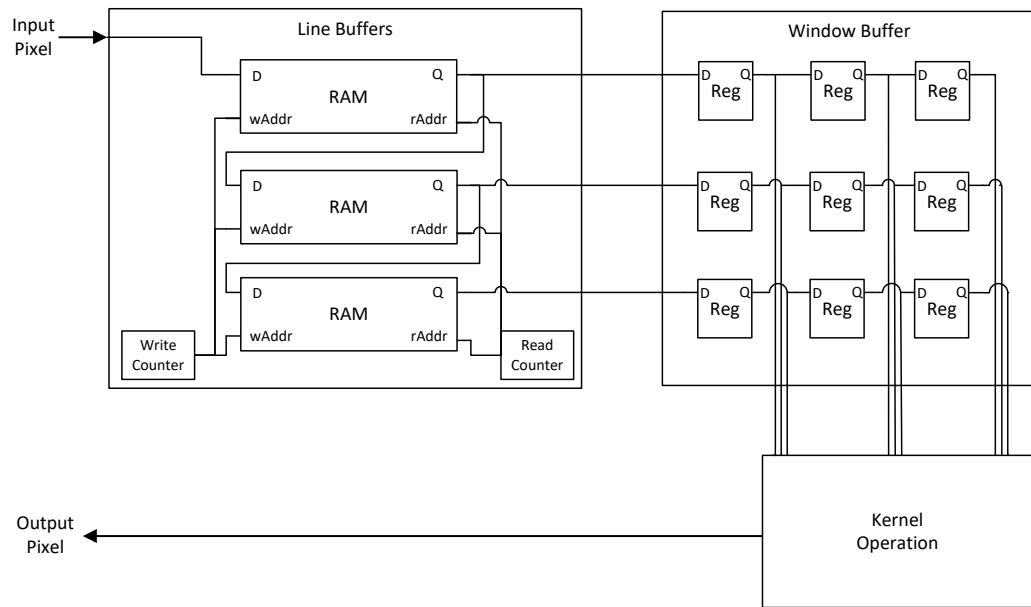 Input
Pixel
Line Buffers
D
Q
RAM
wAddr
rAddr
D
Q
RAM
wAddr
rAddr
D
Q
RAM
wAddr
rAddr
Write
Counter
Read
Counter
Window Buffer
D Q
Reg
D Q
Reg
D Q
Reg
D Q
Reg
D Q
Reg
D Q
Reg
D Q
Reg
D Q
Reg
D Q
Reg
Kernel
Operation
Output
Pixel